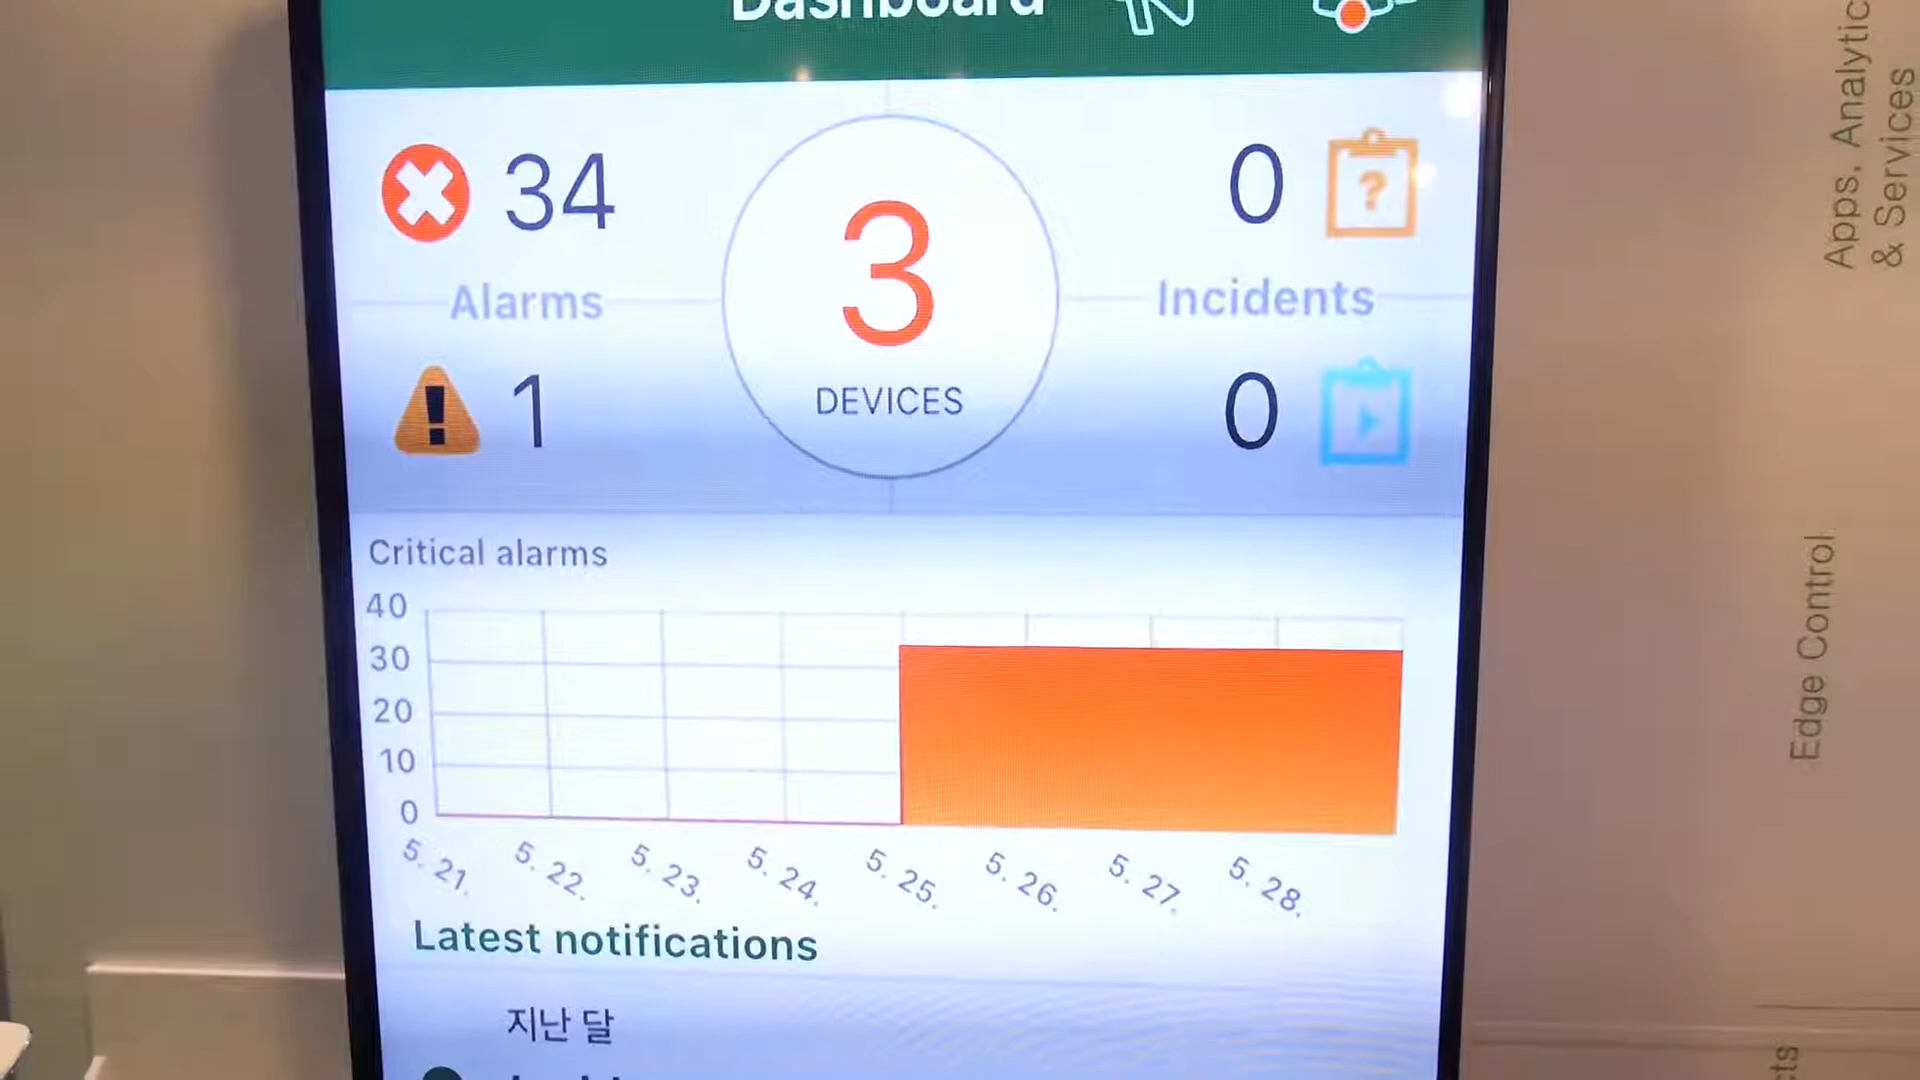 Dashboard
34
Alarms
1
3
DEVICES
0
?
Incidents
0
Critical alarms
40
30
20
10
0
5. 21.
5. 22.
5. 23.
5. 24.
5. 25.
5. 26.
5. 27.
5. 28.
Latest notifications
지난 달
Apps, Analytic
& Services
Edge Control